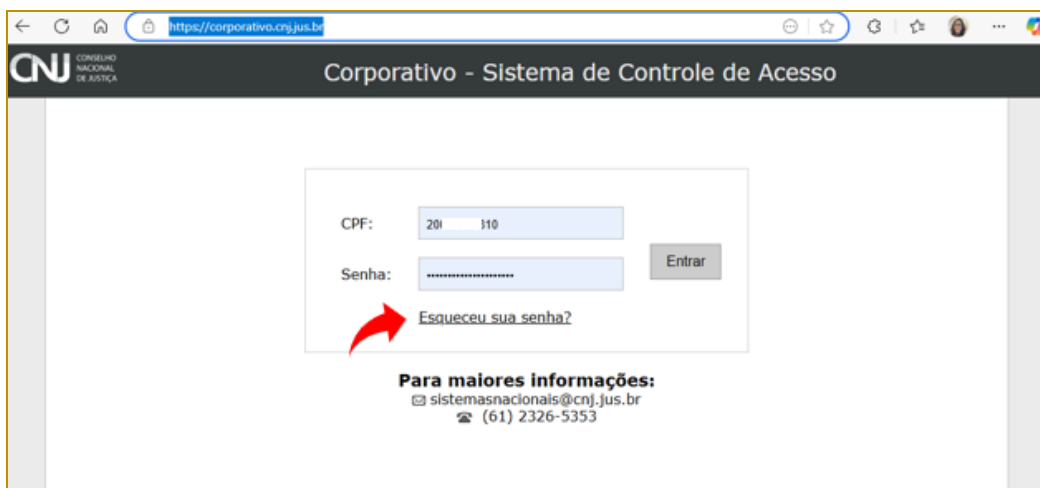 https://corporativo.cnj.jus.br
CNJ CONSELHO NACIONAL DE JUSTIÇA
Corporativo - Sistema de Controle de Acesso
CPF:
Entrar
Senha:
Esqueceu sua senha?
Para maiores informações:
sistemasnacionais@cnj.jus.br
(61) 2326-5353